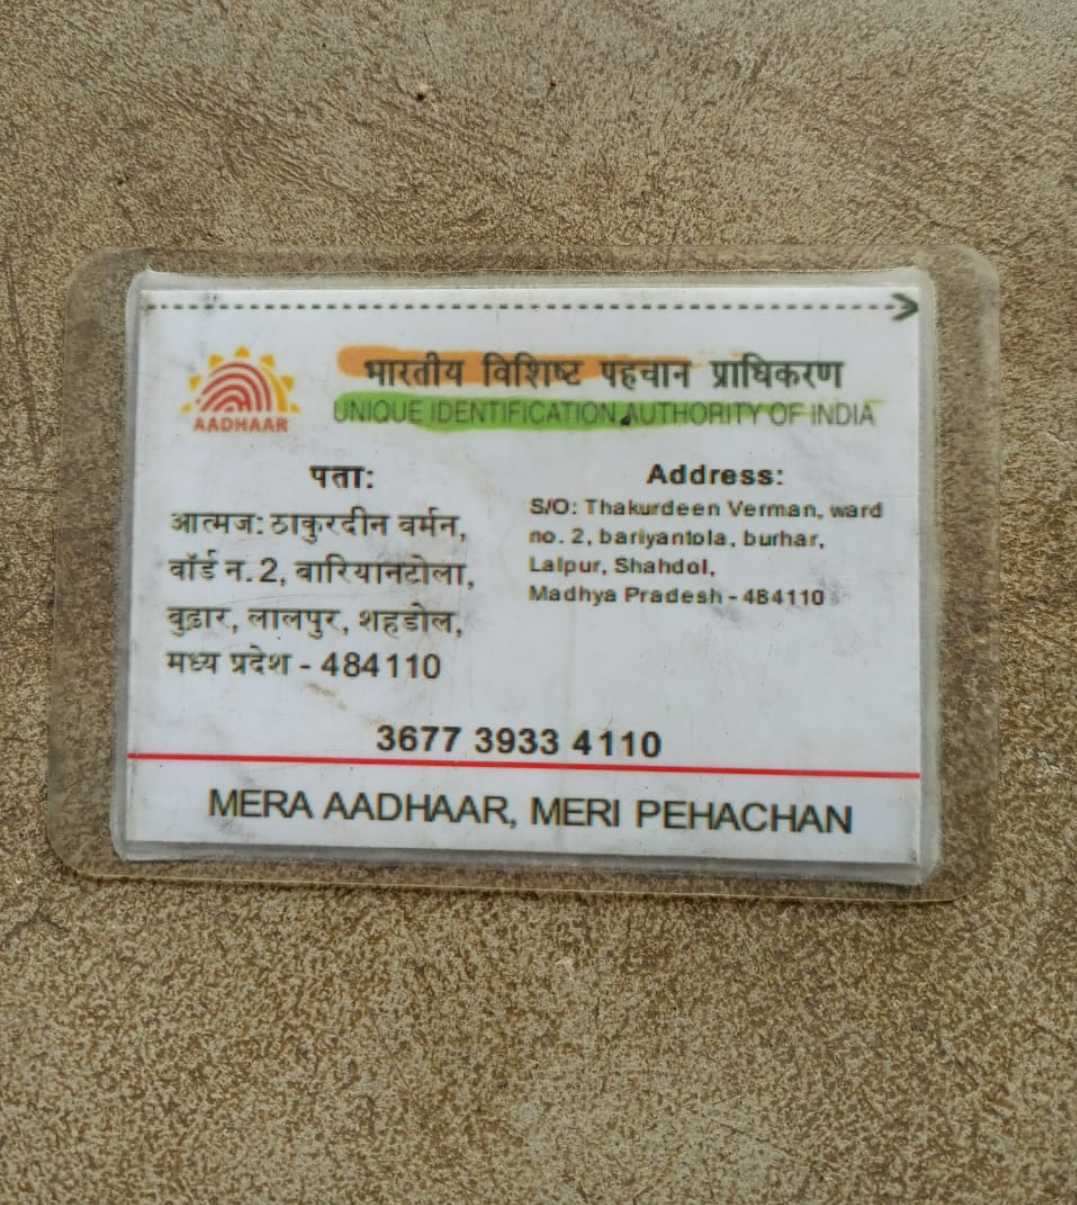 भारतीय विशिष्ट पहचान प्राधिकरण
UNIQUE IDENTIFICATION AUTHORITY OF INDIA
AADHAAR
पता:
आत्मज: ठाकुरदीन वर्मन,
वॉर्ड न. 2, बारियानटोला,
बुढ़ार, लालपुर, शहडोल,
मध्य प्रदेश - 484110
Address:
S/O: Thakurdeen Verman, ward
no. 2, bariyantola, burhar,
Lalpur, Shahdol,
Madhya Pradesh - 484110
3677 3933 4110
MERA AADHAAR, MERI PEHACHAN